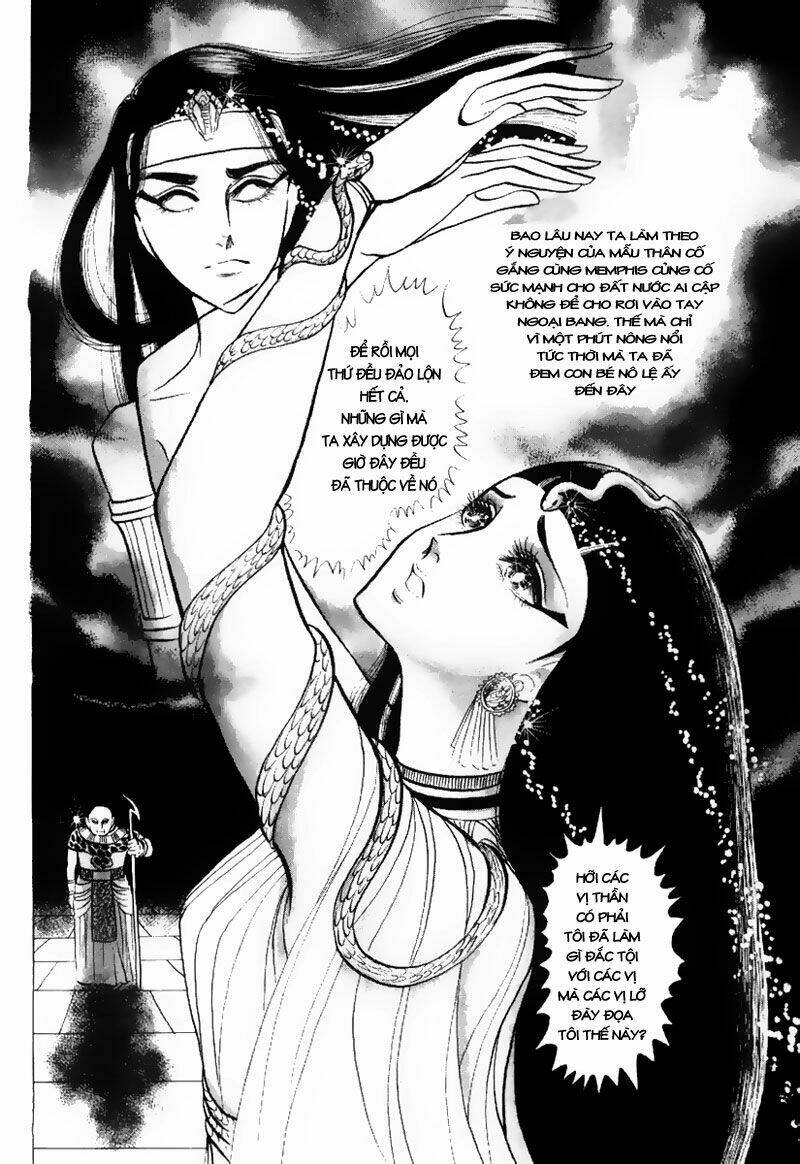 BAO LÂU NAY TA LÀM THEO
Ý NGUYỆN CỦA MẪU THÂN CỐ
GẮNG CÙNG MEMPHIS CỦNG CỐ
SỨC MẠNH CHO ĐẤT NƯỚC AI CẬP
KHÔNG ĐỂ CHO RƠI VÀO TAY
NGOẠI BANG. THẾ MÀ CHỈ
VÌ MỘT PHÚT NÔNG NỔI
TỨC THỜI MÀ TA ĐÃ
ĐEM CON BÉ NÔ LỆ ẤY
ĐẾN ĐÂY
ĐỂ RỒI MỌI
THỨ ĐỀU ĐẢO LỘN
HẾT CẢ,
NHỮNG GÌ MÀ
TA XÂY DỰNG ĐƯỢC
GIỜ ĐÂY ĐỀU
ĐÃ THUỘC VỀ NÓ
HỠI CÁC
VỊ THẦN
CÓ PHẢI
TÔI ĐÃ LÀM
GÌ ĐẮC TỘI
VỚI CÁC VỊ
MÀ CÁC VỊ LỠ
ĐÀY ĐỌA
TÔI THẾ NÀY?